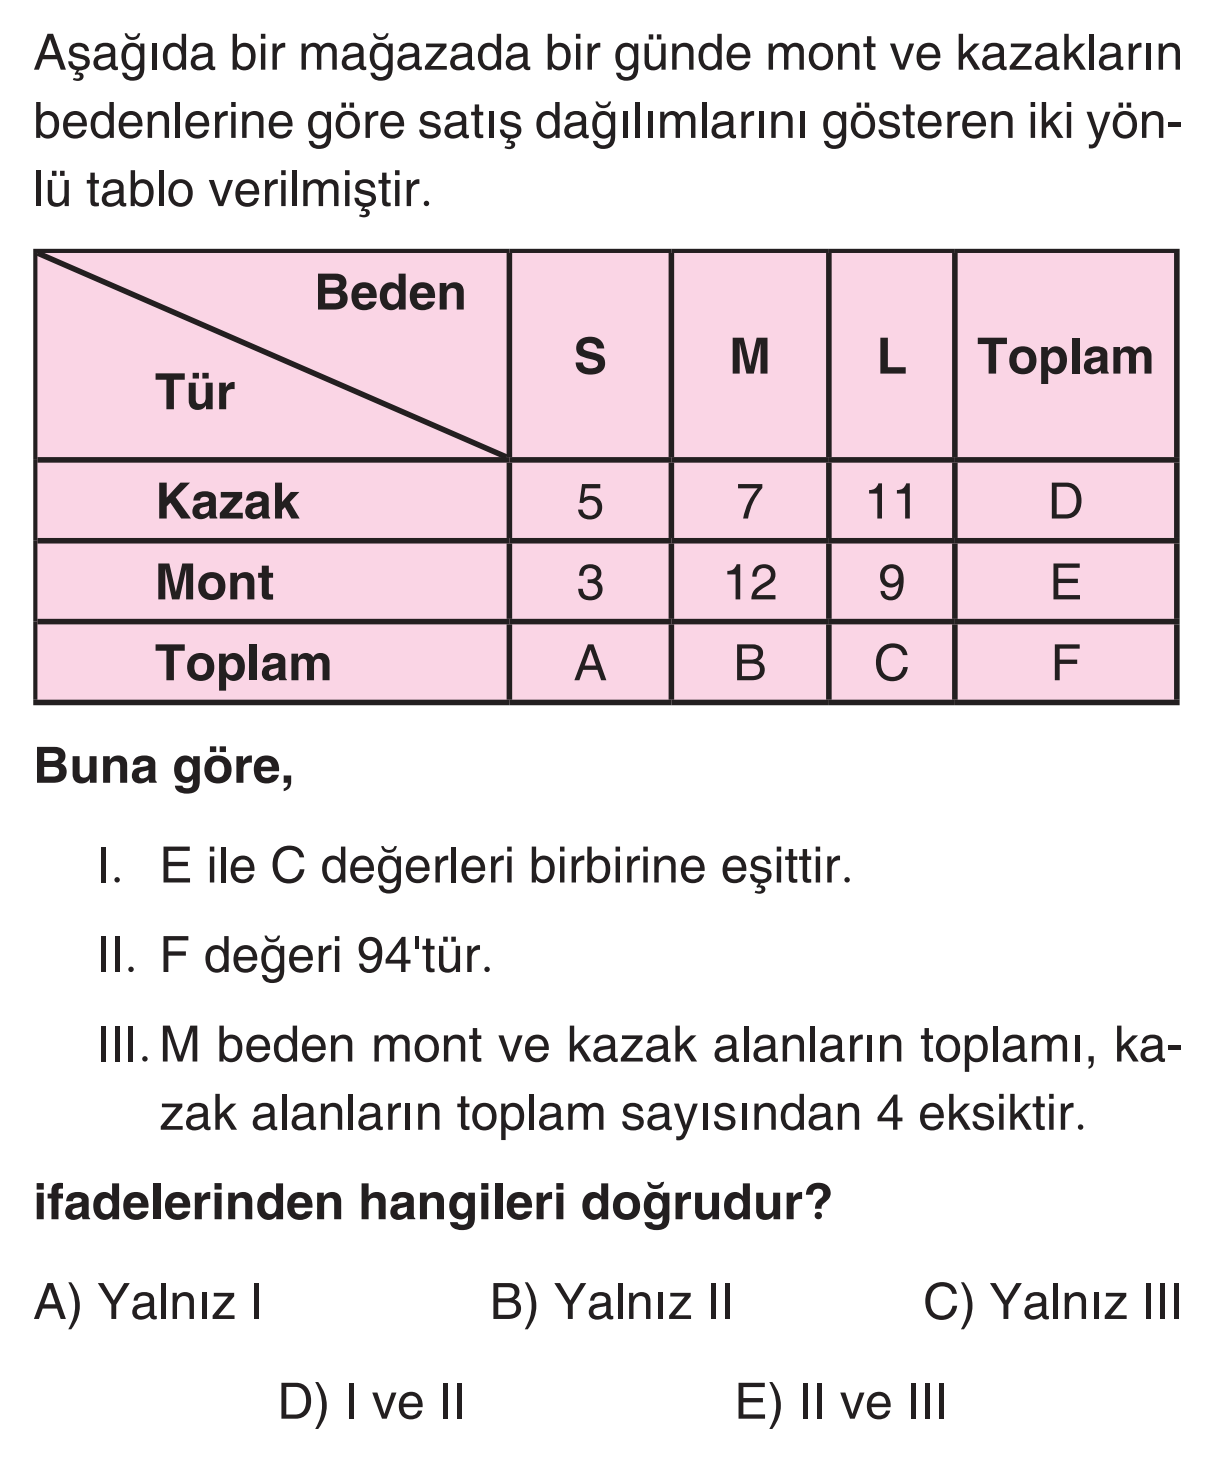 Aşağıda bir mağazada bir günde mont ve kazakların
bedenlerine göre satış dağılımlarını gösteren iki yön-
lü tablo verilmiştir.
Beden
Tür
S M L Toplam
Kazak 5 7 11 D
Mont 3 12 9 E
Toplam A B C F
Buna göre,
I. E ile C değerleri birbirine eşittir.
II. F değeri 94'tür.
III. M beden mont ve kazak alanların toplamı, ka-
zak alanların toplam sayısından 4 eksiktir.
ifadelerinden hangileri doğrudur?
A) Yalnız I B) Yalnız II C) Yalnız III
D) I ve II E) II ve III